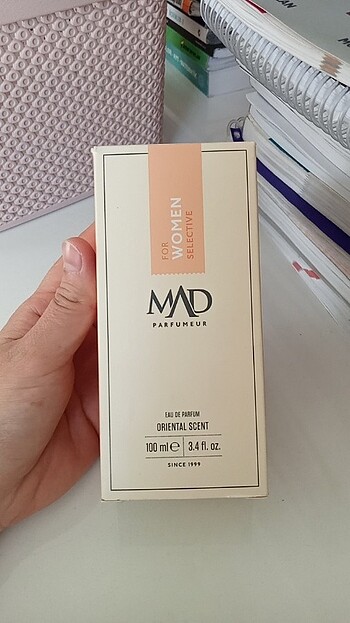 FOR
WOMEN
SELECTIVE
MAD
PARFUMEUR
EAU DE PARFUM
ORIENTAL SCENT
100 ml e 3.4 fl. oz.
SINCE 1999